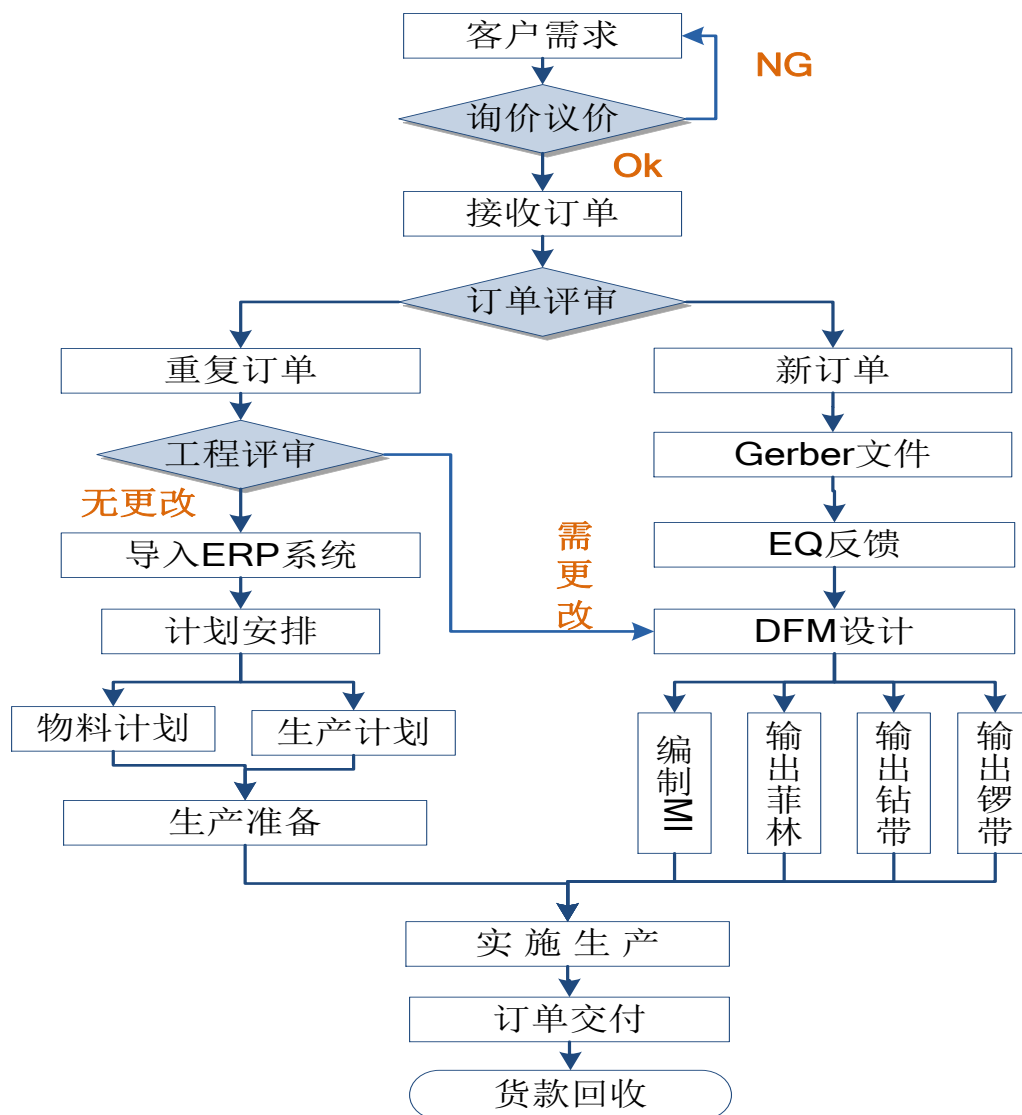 客户需求
NG
询价议价
Ok
接收订单
订单评审
重复订单
新订单
工程评审
Gerber文件
无更改
需更改
导入ERP系统
EQ反馈
计划安排
DFM设计
物料计划
生产计划
编制MI
输出菲林
输出钻带
输出锣带
生产准备
实施生产
订单交付
货款回收